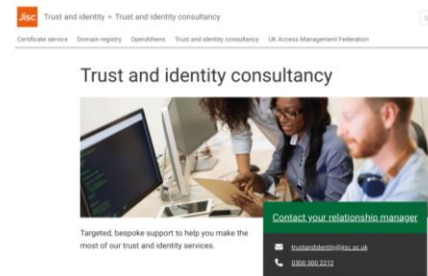 Jisc Trust and identity > Trust and identity consultancy
Certificate service Domain registry OpenAthens Trust and identity consultancy UK Access Management Federation
Trust and identity consultancy
Contact your relationship manager
Targeted, bespoke support to help you make the
most of our trust and identity services.
trustandidentity@jisc.ac.uk
0300 300 2212